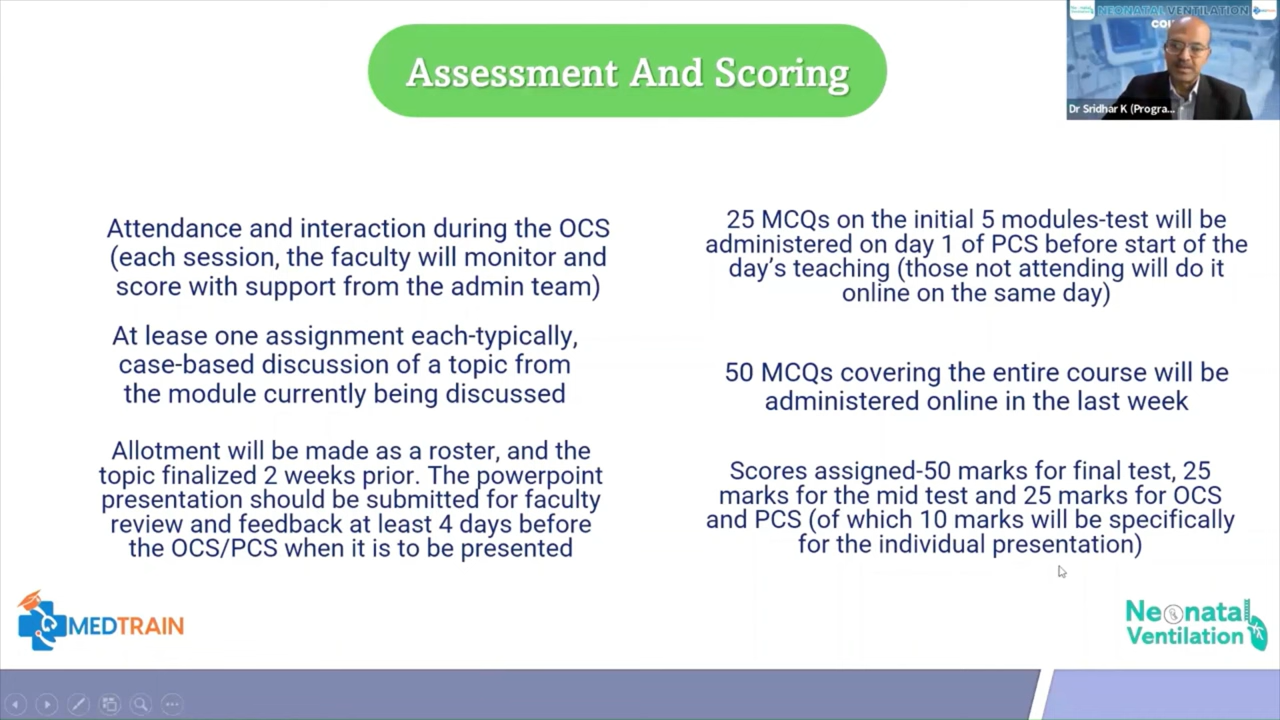 Assessment And Scoring
NEONATAL VENTILATION
Dr Sridhar K (Progra...
Attendance and interaction during the OCS
(each session, the faculty will monitor and
score with support from the admin team)
At lease one assignment each-typically,
case-based discussion of a topic from
the module currently being discussed
Allotment will be made as a roster, and the
topic finalized 2 weeks prior. The powerpoint
presentation should be submitted for faculty
review and feedback at least 4 days before
the OCS/PCS when it is to be presented
25 MCQs on the initial 5 modules-test will be
administered on day 1 of PCS before start of the
day's teaching (those not attending will do it
online on the same day)
50 MCQs covering the entire course will be
administered online in the last week
Scores assigned-50 marks for final test, 25
marks for the mid test and 25 marks for OCS
and PCS (of which 10 marks will be specifically
for the individual presentation)
MEDTRAIN
Neonatal
Ventilation